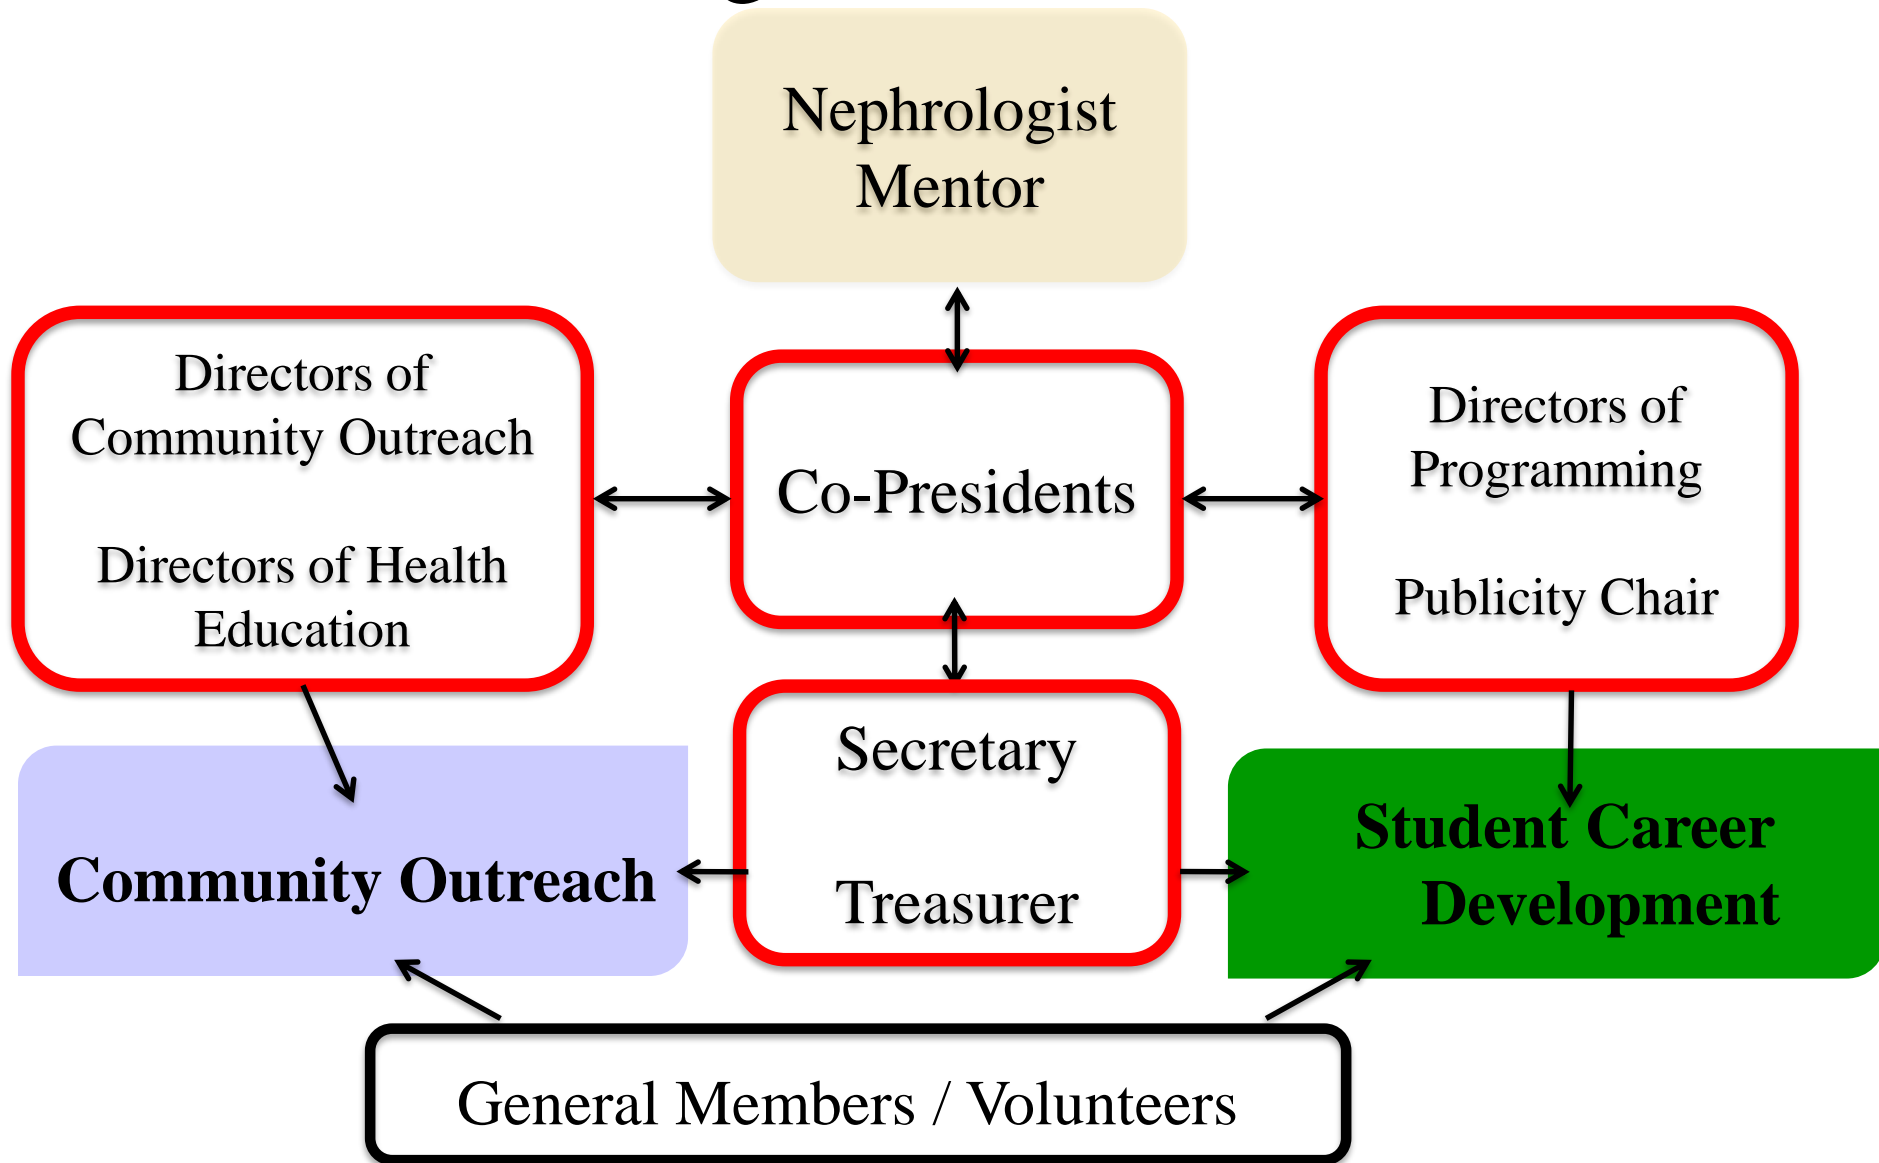 Nephrologist
Mentor
Directors of
Community Outreach
Directors of Health
Education
Co-Presidents
Directors of
Programming
Publicity Chair
Secretary
Treasurer
Community Outreach
Student Career
Development
General Members / Volunteers